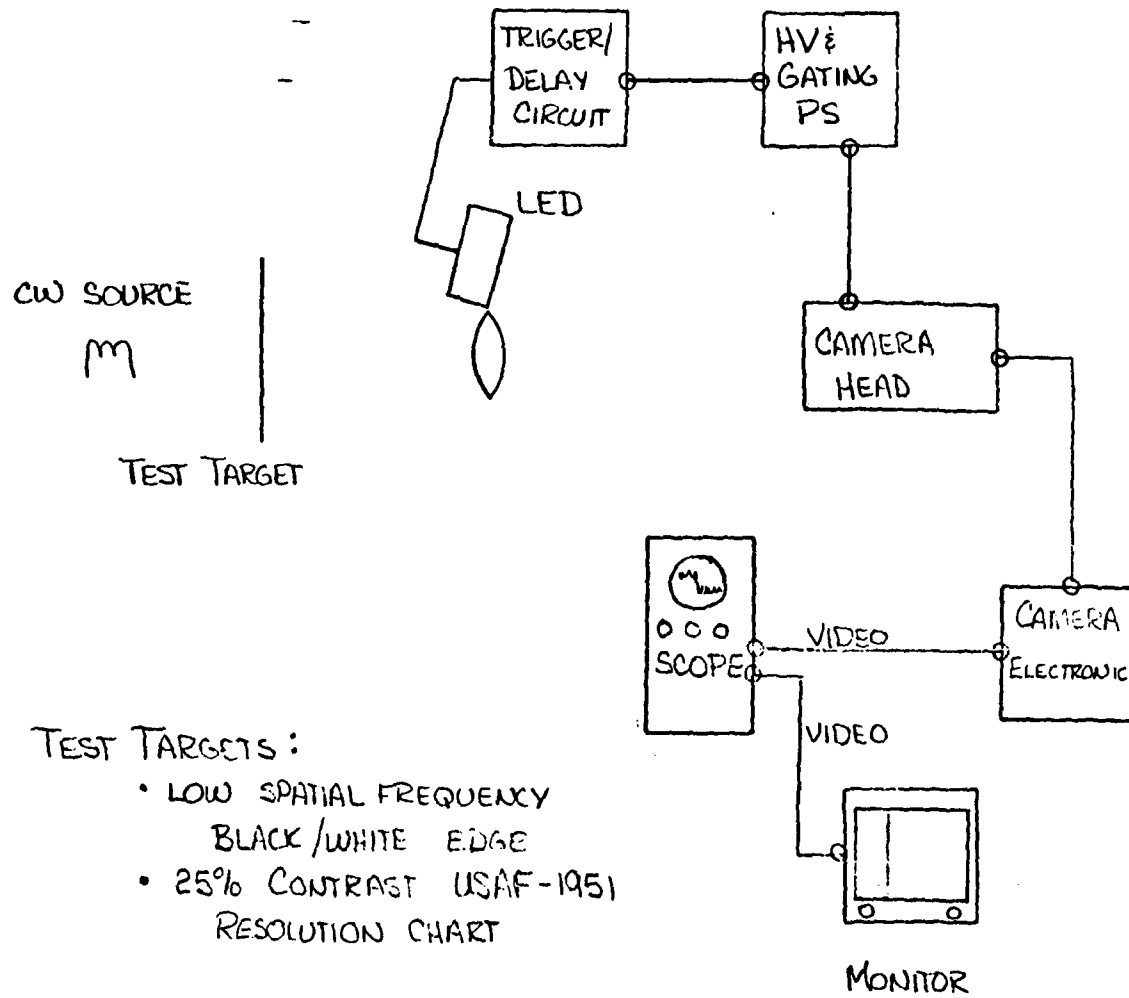 TRIGGER/
DELAY
CIRCUIT
HV &
GATING
PS
LED
CW SOURCE
CAMERA
HEAD
TEST TARGET
CAMERA
ELECTRONIC
SCOPE
VIDEO
VIDEO
TEST TARGETS:
• LOW SPATIAL FREQUENCY
BLACK/WHITE EDGE
• 25% CONTRAST USAF-1951
RESOLUTION CHART
MONITOR